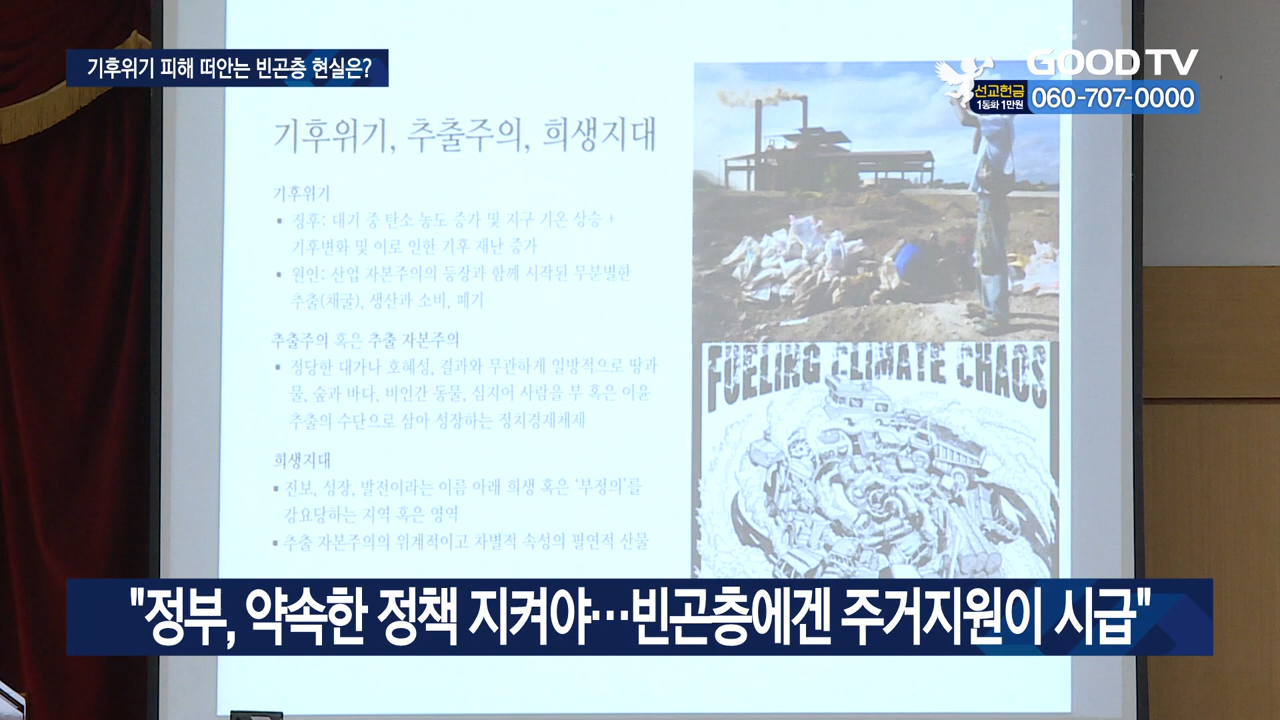 기후위기 피해 떠안는 빈곤층 현실은?
GOODTV
선교헌금
1통화 1만원
060-707-0000
기후위기, 추출주의, 희생지대
기후위기
▪ 징후: 대기 중 탄소 농도 증가 및 지구 기온 상승 →
기후변화 및 이로 인한 기후 재난 증가
▪ 원인: 산업 자본주의의 등장과 함께 시작된 무분별한
추출(채굴), 생산과 소비, 폐기
추출주의 혹은 추출 자본주의
▪ 정당한 대가나 호혜성, 결과와 무관하게 일방적으로 땅과
물, 숲과 바다, 비인간 동물, 심지어 사람을 부 혹은 이윤
추출의 수단으로 삼아 성장하는 정치경제체제
희생지대
▪ 진보, 성장, 발전이라는 이름 아래 희생 혹은 '부정의'를
강요당하는 지역 혹은 영역
▪ 추출 자본주의의 위계적이고 차별적 속성의 필연적 산물
FUELING CLIMATE CHAOS
"정부, 약속한 정책 지켜야…빈곤층에겐 주거지원이 시급"